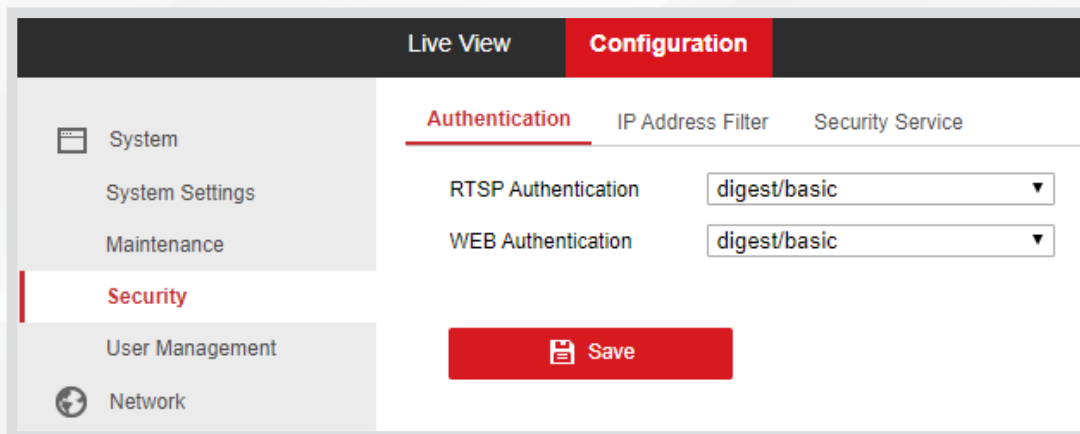 Live View Configuration
System
System Settings
Maintenance
Security
User Management
Network
Authentication IP Address Filter Security Service
RTSP Authentication digest/basic
WEB Authentication digest/basic
Save